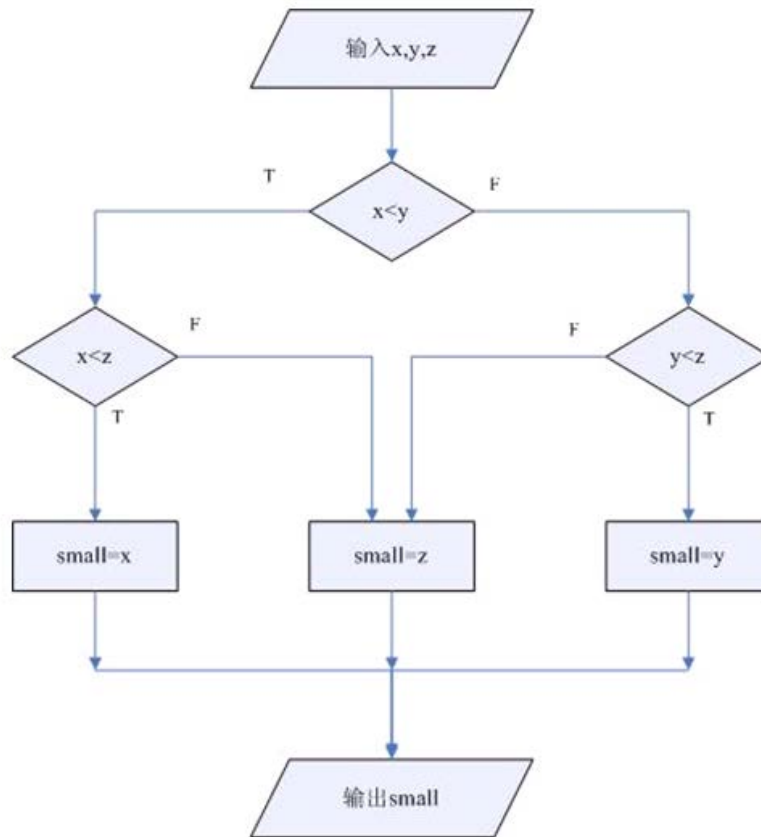 输入x,y,z
T
F
x<y
F
F
x<z
y<z
T
T
small=x
small=z
small=y
输出small